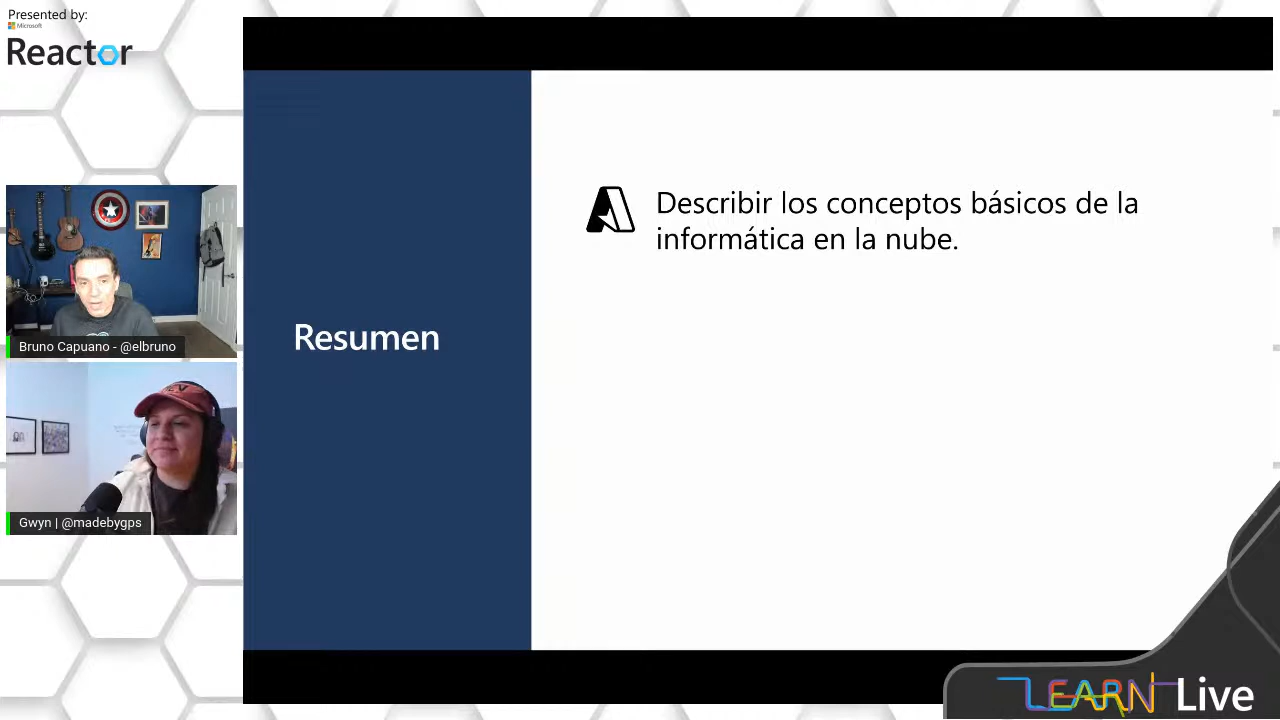 Presented by:
Microsoft
Reactor
Describir los conceptos básicos de la
informática en la nube.
Resumen
Bruno Capuano - @elbruno
Gwyn | @madebygps
LEARN Live